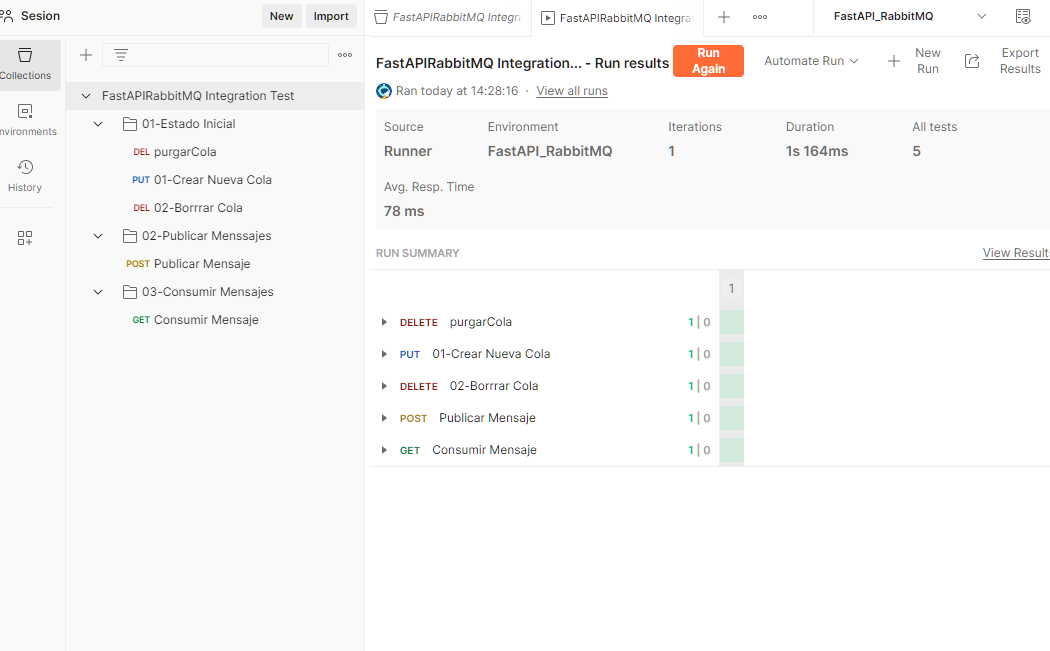 Sesion
New
Import
FastAPIRabbitMQ Integra
FastAPIRabbitMQ Integra
FastAPI_RabbitMQ
Collections
nvironments
History
FastAPIRabbitMQ Integration Test
01-Estado Inicial
DEL purgarCola
PUT 01-Crear Nueva Cola
DEL 02-Borrrar Cola
02-Publicar Menssajes
POST Publicar Mensaje
03-Consumir Mensajes
GET Consumir Mensaje
FastAPIRabbitMQ Integration... - Run results
Run
Again
Automate Run
New
Run
Export
Results
Ran today at 14:28:16 · View all runs
Source
Environment
Iterations
Duration
All tests
Runner
FastAPI_RabbitMQ
1
1s 164ms
5
Avg. Resp. Time
78 ms
RUN SUMMARY
View Results
1
DELETE purgarCola 1 | 0
PUT 01-Crear Nueva Cola 1 | 0
DELETE 02-Borrrar Cola 1 | 0
POST Publicar Mensaje 1 | 0
GET Consumir Mensaje 1 | 0